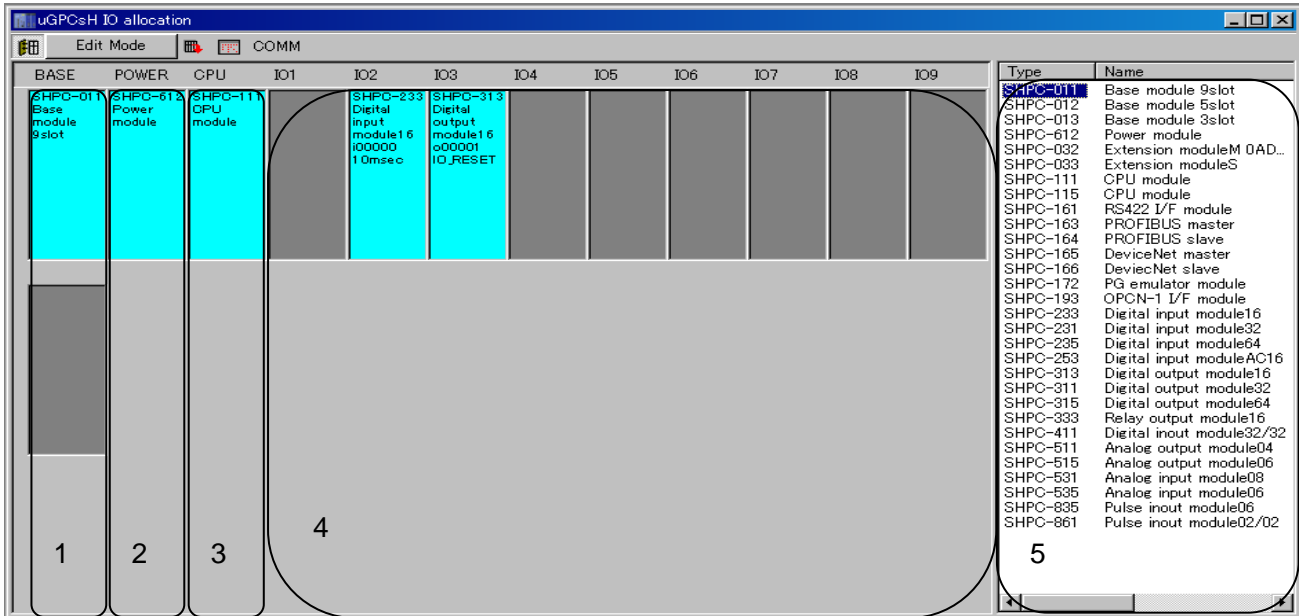 uGPCsH IO allocation
Edit Mode COMM
BASE POWER CPU IO1 IO2 IO3 IO4 IO5 IO6 IO7 IO8 IO9
SHPC-011
Base
module
9slot
SHPC-612
Power
module
SHPC-111
CPU
module
SHPC-233
Digital
input
module16
i00000
10msec
SHPC-313
Digital
output
module16
o00001
IO_RESET
1
2
3
4
Type Name
SHPC-011 Base module 9slot
SHPC-012 Base module 5slot
SHPC-013 Base module 3slot
SHPC-612 Power module
SHPC-032 Extension moduleM 0AD...
SHPC-033 Extension moduleS
SHPC-111 CPU module
SHPC-115 CPU module
SHPC-161 RS422 I/F module
SHPC-163 PROFIBUS master
SHPC-164 PROFIBUS slave
SHPC-165 DeviceNet master
SHPC-166 DeviecNet slave
SHPC-172 PG emulator module
SHPC-193 OPCN-1 I/F module
SHPC-233 Digital input module16
SHPC-231 Digital input module32
SHPC-235 Digital input module64
SHPC-253 Digital input moduleAC16
SHPC-313 Digital output module16
SHPC-311 Digital output module32
SHPC-315 Digital output module64
SHPC-333 Relay output module16
SHPC-411 Digital inout module32/32
SHPC-511 Analog output module04
SHPC-515 Analog output module06
SHPC-531 Analog input module08
SHPC-535 Analog input module06
SHPC-835 Pulse inout module06
SHPC-861 Pulse inout module02/02
5